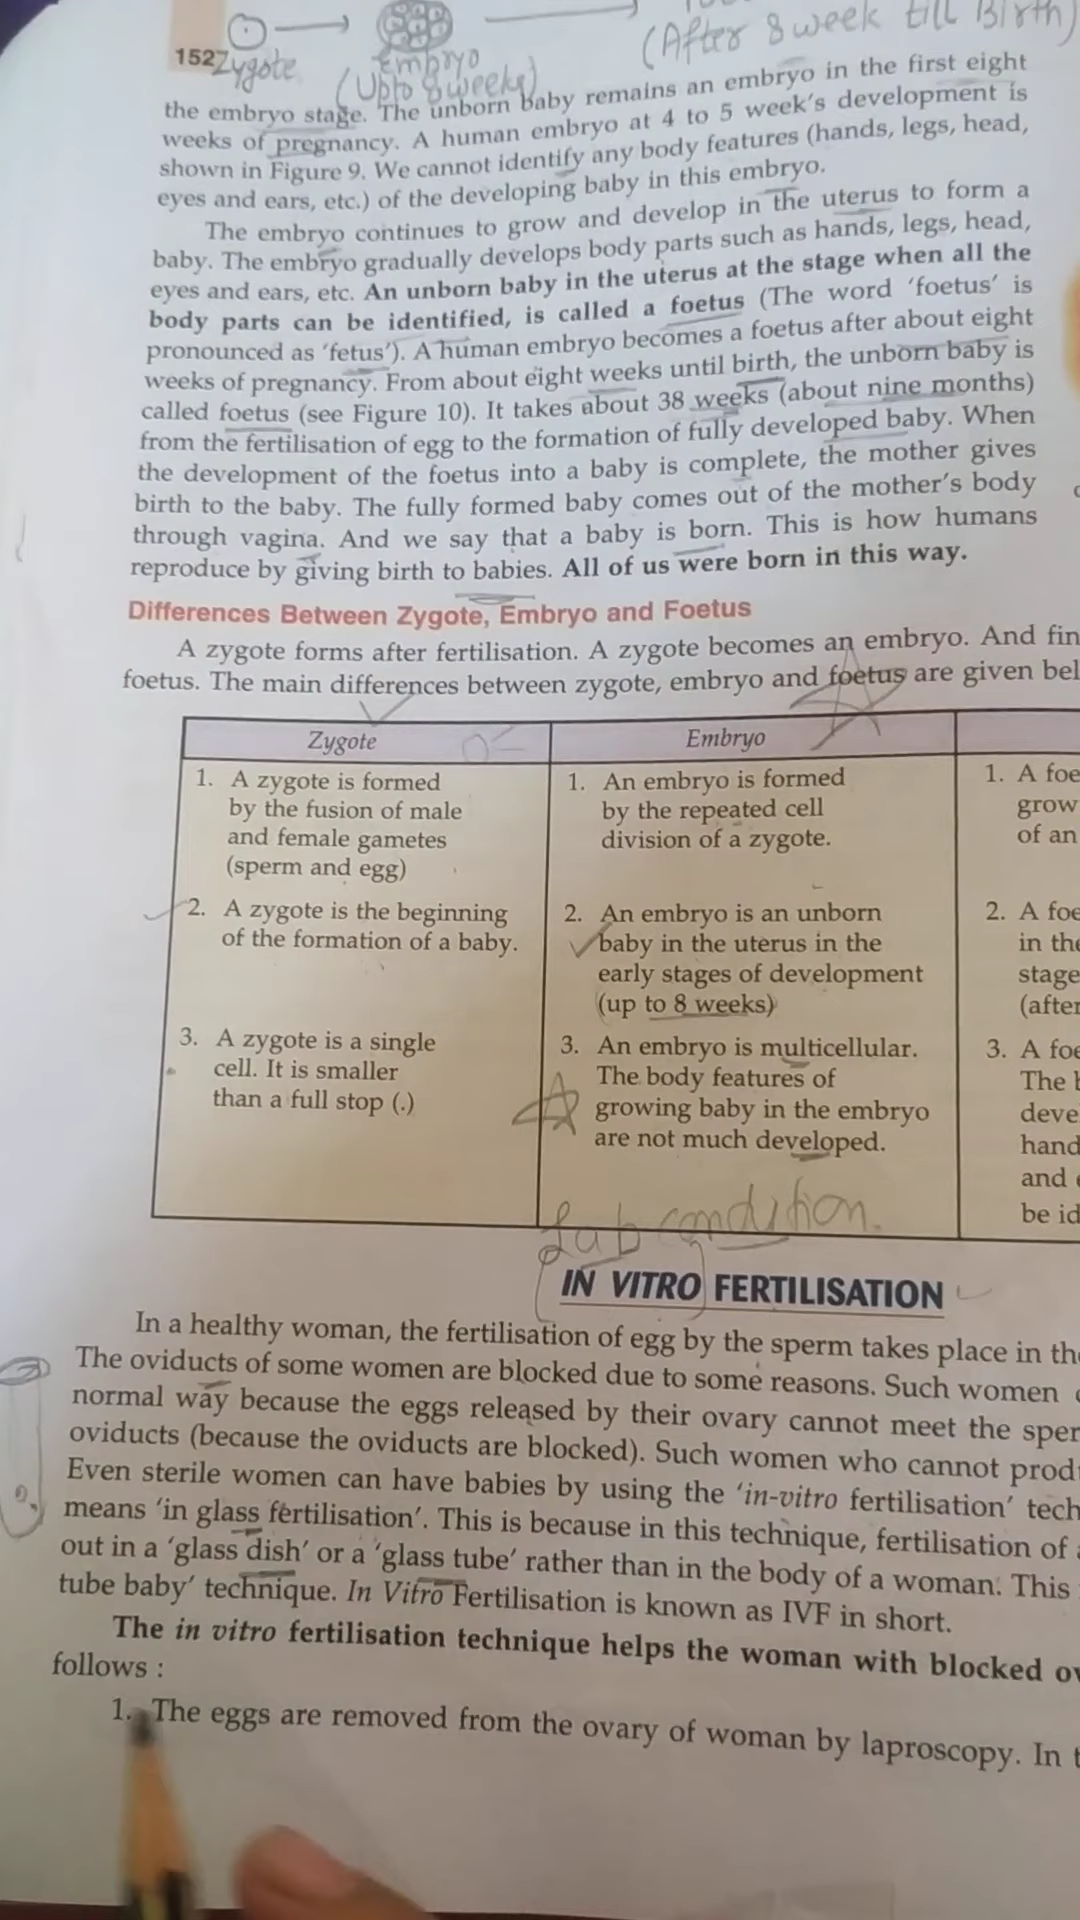 (After 8 week till Birth)
152
Zygote
Embryo
(Upto 8 weeks)
the embryo stage. The unborn baby remains an embryo in the first eight
weeks of pregnancy. A human embryo at 4 to 5 week's development is
shown in Figure 9. We cannot identify any body features (hands, legs, head,
eyes and ears, etc.) of the developing baby in this embryo.
The embryo continues to grow and develop in the uterus to form a
baby. The embryo gradually develops body parts such as hands, legs, head,
eyes and ears, etc. An unborn baby in the uterus at the stage when all the
body parts can be identified, is called a foetus (The word 'foetus' is
pronounced as 'fetus'). A human embryo becomes a foetus after about eight
weeks of pregnancy. From about eight weeks until birth, the unborn baby is
called foetus (see Figure 10). It takes about 38 weeks (about nine months)
from the fertilisation of egg to the formation of fully developed baby. When
the development of the foetus into a baby is complete, the mother gives
birth to the baby. The fully formed baby comes out of the mother's body
through vagina. And we say that a baby is born. This is how humans
reproduce by giving birth to babies. All of us were born in this way.
Differences Between Zygote, Embryo and Foetus
A zygote forms after fertilisation. A zygote becomes an embryo. And fin
foetus. The main differences between zygote, embryo and foetus are given bel
Zygote
1. A zygote is formed
by the fusion of male
and female gametes
(sperm and egg)
2. A zygote is the beginning
of the formation of a baby.
3. A zygote is a single
cell. It is smaller
than a full stop (.)
Embryo
1. An embryo is formed
by the repeated cell
division of a zygote.
2. An embryo is an unborn
baby in the uterus in the
early stages of development
(up to 8 weeks)
3. An embryo is multicellular.
The body features of
growing baby in the embryo
are not much developed.
1. A foe
grow
of an
2. A foe
in the
stage
(after
3. A foe
The b
deve
hand
and
be id
Lab condition.
IN VITRO FERTILISATION
In a healthy woman, the fertilisation of egg by the sperm takes place in the
The oviducts of some women are blocked due to some reasons. Such women
normal way because the eggs released by their ovary cannot meet the sper
oviducts (because the oviducts are blocked). Such women who cannot prod
Even sterile women can have babies by using the 'in-vitro fertilisation' tech
means 'in glass fertilisation'. This is because in this technique, fertilisation of
out in a 'glass dish' or a 'glass tube' rather than in the body of a woman. This
tube baby' technique. In Vitro Fertilisation is known as IVF in short.
The in vitro fertilisation technique helps the woman with blocked ov
follows :
1. The eggs are removed from the ovary of woman by laproscopy. In t